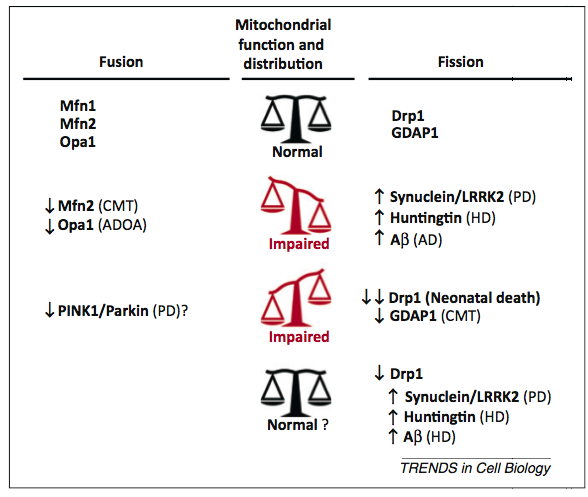 Mitochondrial
function and
distribution
Fusion
Fission
Mfn1
Mfn2
Opa1
Normal
Drp1
GDAP1
↓ Mfn2 (CMT)
↓ Opa1 (ADOA)
Impaired
↑ Synuclein/LRRK2 (PD)
↑ Huntingtin (HD)
↑ Aβ (AD)
↓ PINK1/Parkin (PD)?
Impaired
↓↓ Drp1 (Neonatal death)
↓ GDAP1 (CMT)
Normal ?
↓ Drp1
↑ Synuclein/LRRK2 (PD)
↑ Huntingtin (HD)
↑ Aβ (HD)
TRENDS in Cell Biology